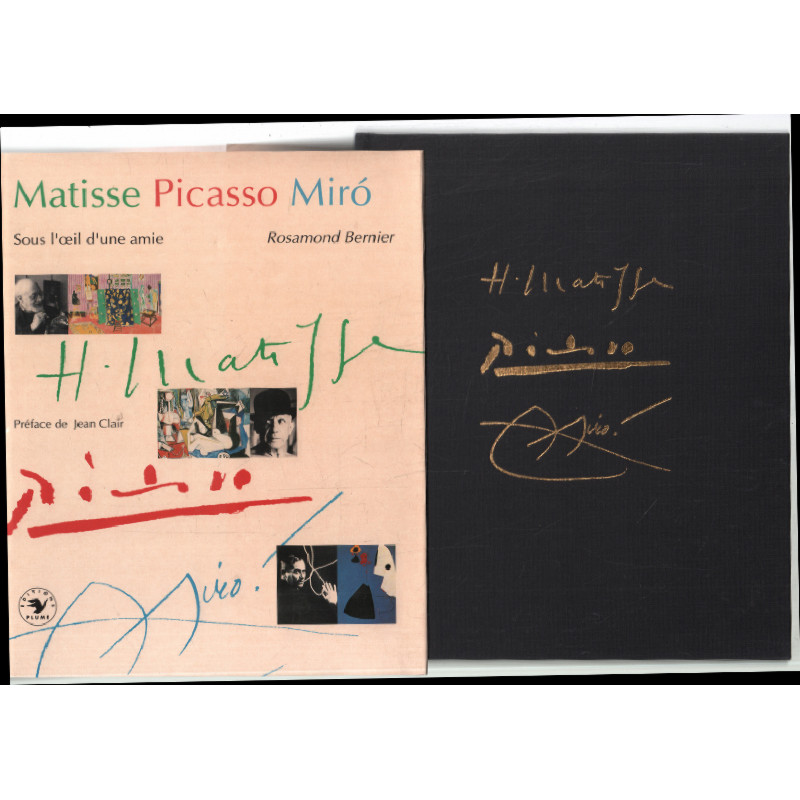 Matisse Picasso Miró
Sous l'œil d'une amie
Rosamond Bernier
H. Matisse
Préface de Jean Clair
Picasso
Miró.
EDITIONS
PLUME
H. Matisse
Picasso
Miró.